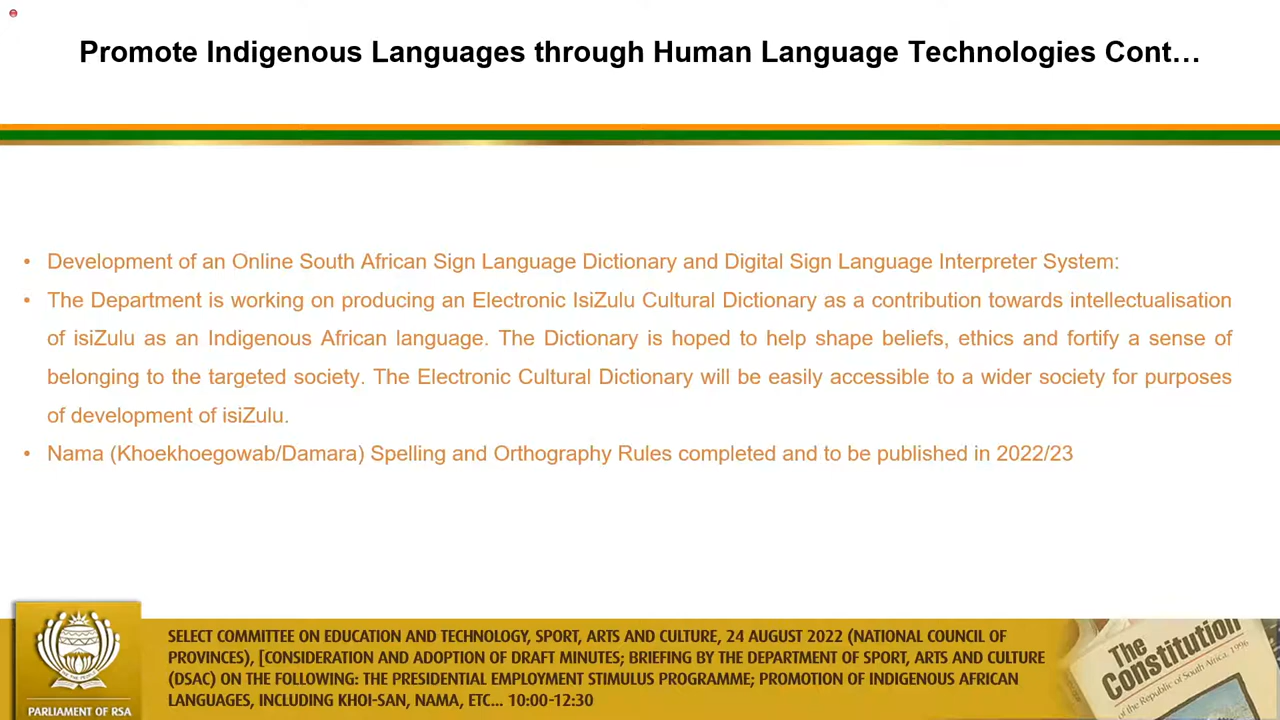 Promote Indigenous Languages through Human Language Technologies Cont…
• Development of an Online South African Sign Language Dictionary and Digital Sign Language Interpreter System:
• The Department is working on producing an Electronic IsiZulu Cultural Dictionary as a contribution towards intellectualisation
of isiZulu as an Indigenous African language. The Dictionary is hoped to help shape beliefs, ethics and fortify a sense of
belonging to the targeted society. The Electronic Cultural Dictionary will be easily accessible to a wider society for purposes
of development of isiZulu.
• Nama (Khoekhoegowab/Damara) Spelling and Orthography Rules completed and to be published in 2022/23
SELECT COMMITTEE ON EDUCATION AND TECHNOLOGY, SPORT, ARTS AND CULTURE, 24 AUGUST 2022 (NATIONAL COUNCIL OF
PROVINCES), [CONSIDERATION AND ADOPTION OF DRAFT MINUTES; BRIEFING BY THE DEPARTMENT OF SPORT, ARTS AND CULTURE
(DSAC) ON THE FOLLOWING: THE PRESIDENTIAL EMPLOYMENT STIMULUS PROGRAMME; PROMOTION OF INDIGENOUS AFRICAN
LANGUAGES, INCLUDING KHOI-SAN, NAMA, ETC... 10:00-12:30
PARLIAMENT OF RSA
The
Constitution
of the Republic of South Africa, 1996